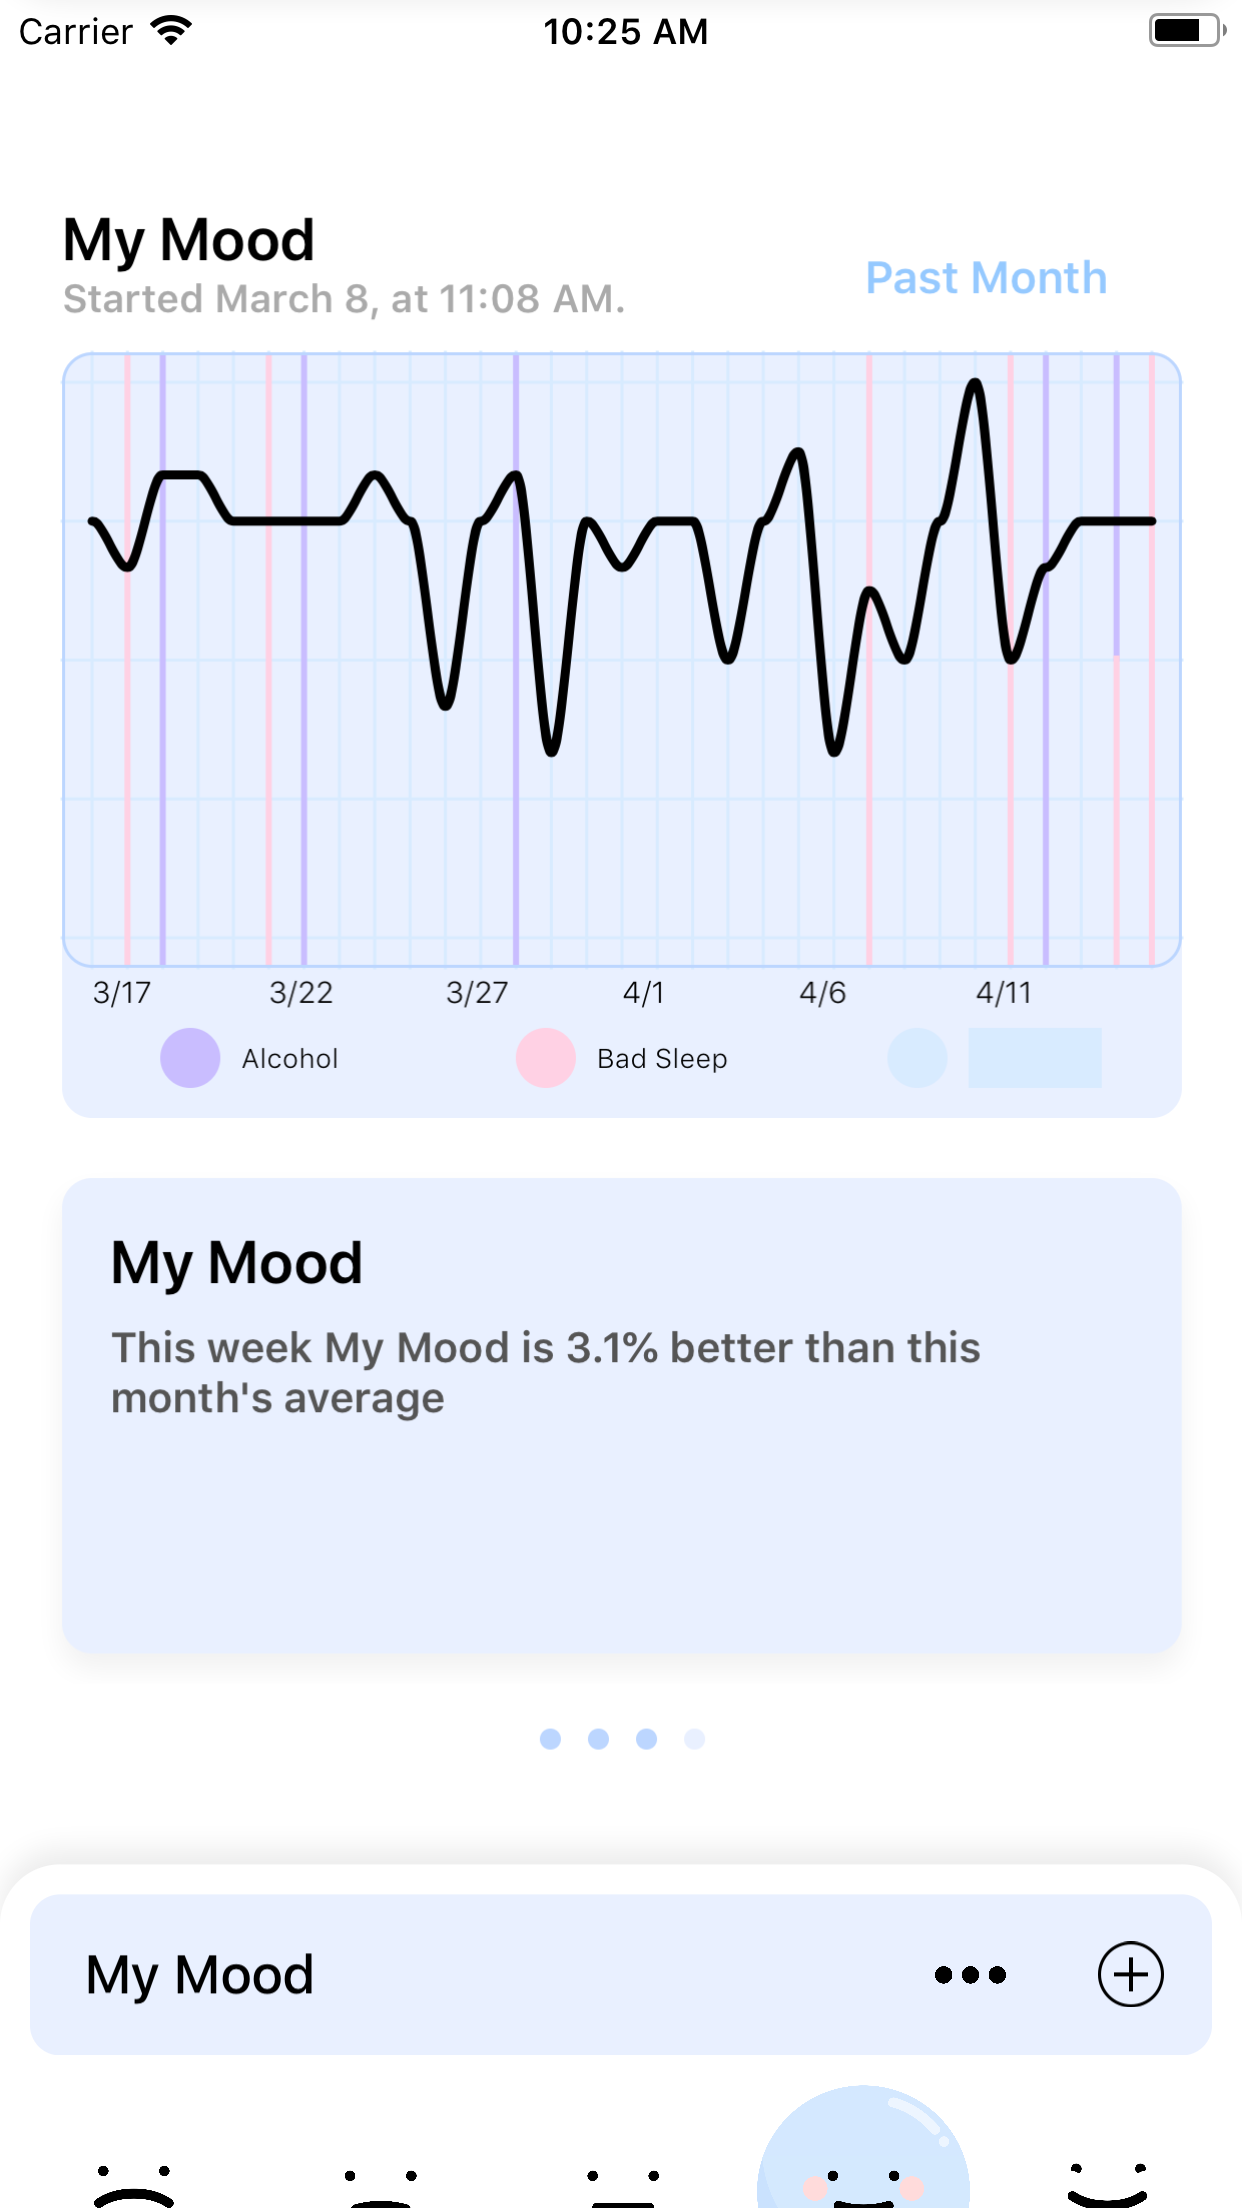 Carrier 10:25 AM
My Mood
Started March 8, at 11:08 AM.
Past Month
3/17 3/22 3/27 4/1 4/6 4/11
Alcohol Bad Sleep
My Mood
This week My Mood is 3.1% better than this
month's average
My Mood